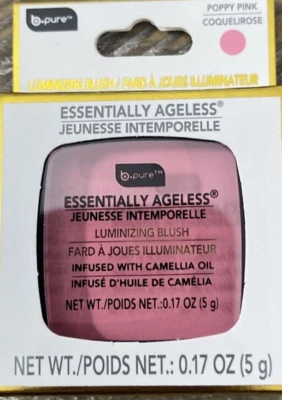 b.pure™
POPPY PINK
COQUELIROSE
LUMINIZING BLUSH / FARD À JOUES ILLUMINATEUR
ESSENTIALLY AGELESS®
JEUNESSE INTEMPORELLE
b.pure™
ESSENTIALLY AGELESS®
JEUNESSE INTEMPORELLE
LUMINIZING BLUSH
FARD À JOUES ILLUMINATEUR
INFUSED WITH CAMELLIA OIL
INFUSÉ D'HUILE DE CAMÉLIA
NET WT./POIDS NET.:0.17 OZ (5 g)
NET WT./POIDS NET.: 0.17 OZ (5 g)